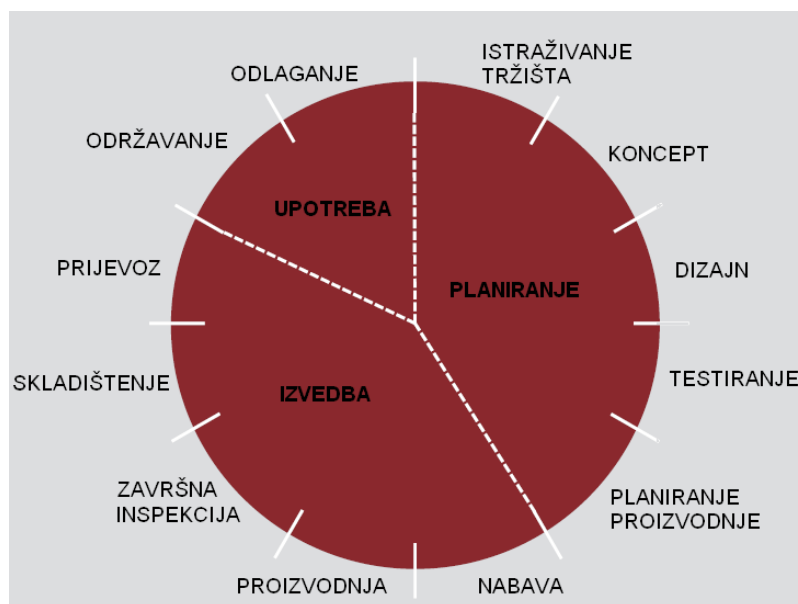 ISTRAŽIVANJE
TRŽIŠTA
KONCEPT
DIZAJN
TESTIRANJE
PLANIRANJE
PROIZVODNJE
NABAVA
PROIZVODNJA
ZAVRŠNA
INSPEKCIJA
SKLADIŠTENJE
PRIJEVOZ
ODRŽAVANJE
ODLAGANJE
UPOTREBA
PLANIRANJE
IZVEDBA